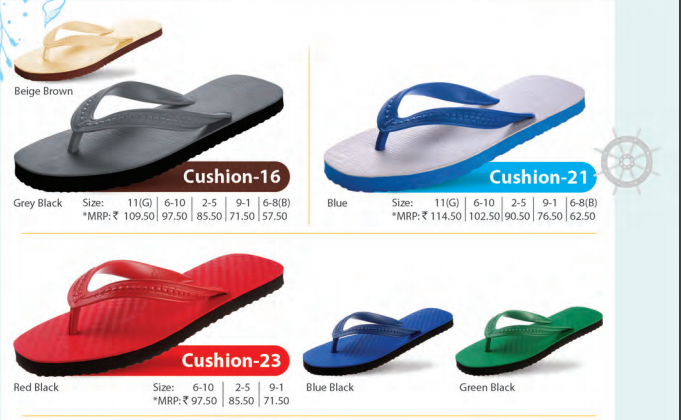 Beige Brown
Cushion-16
Grey Black
Size: 11(G) 6-10 2-5 9-1 6-8(B)
*MRP: ₹ 109.50 97.50 85.50 71.50 57.50
Cushion-21
Blue
Size: 11(G) 6-10 2-5 9-1 6-8(B)
*MRP: ₹ 114.50 102.50 90.50 76.50 62.50
Cushion-23
Red Black
Size: 6-10 2-5 9-1
*MRP: ₹ 97.50 85.50 71.50
Blue Black
Green Black